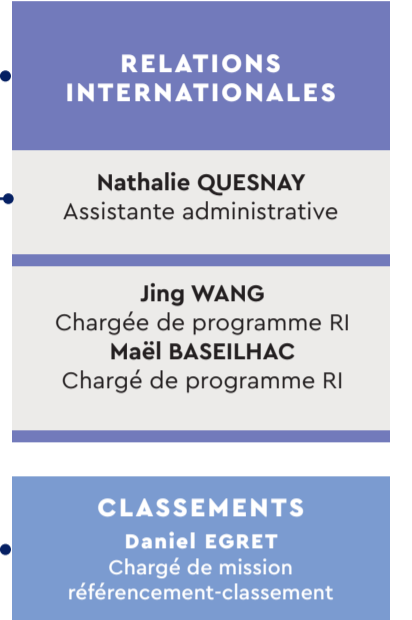 RELATIONS
INTERNATIONALES
Nathalie QUESNAY
Assistante administrative
Jing WANG
Chargée de programme RI
Maël BASEILHAC
Chargé de programme RI
CLASSEMENTS
Daniel EGRET
Chargé de mission
référencement-classement